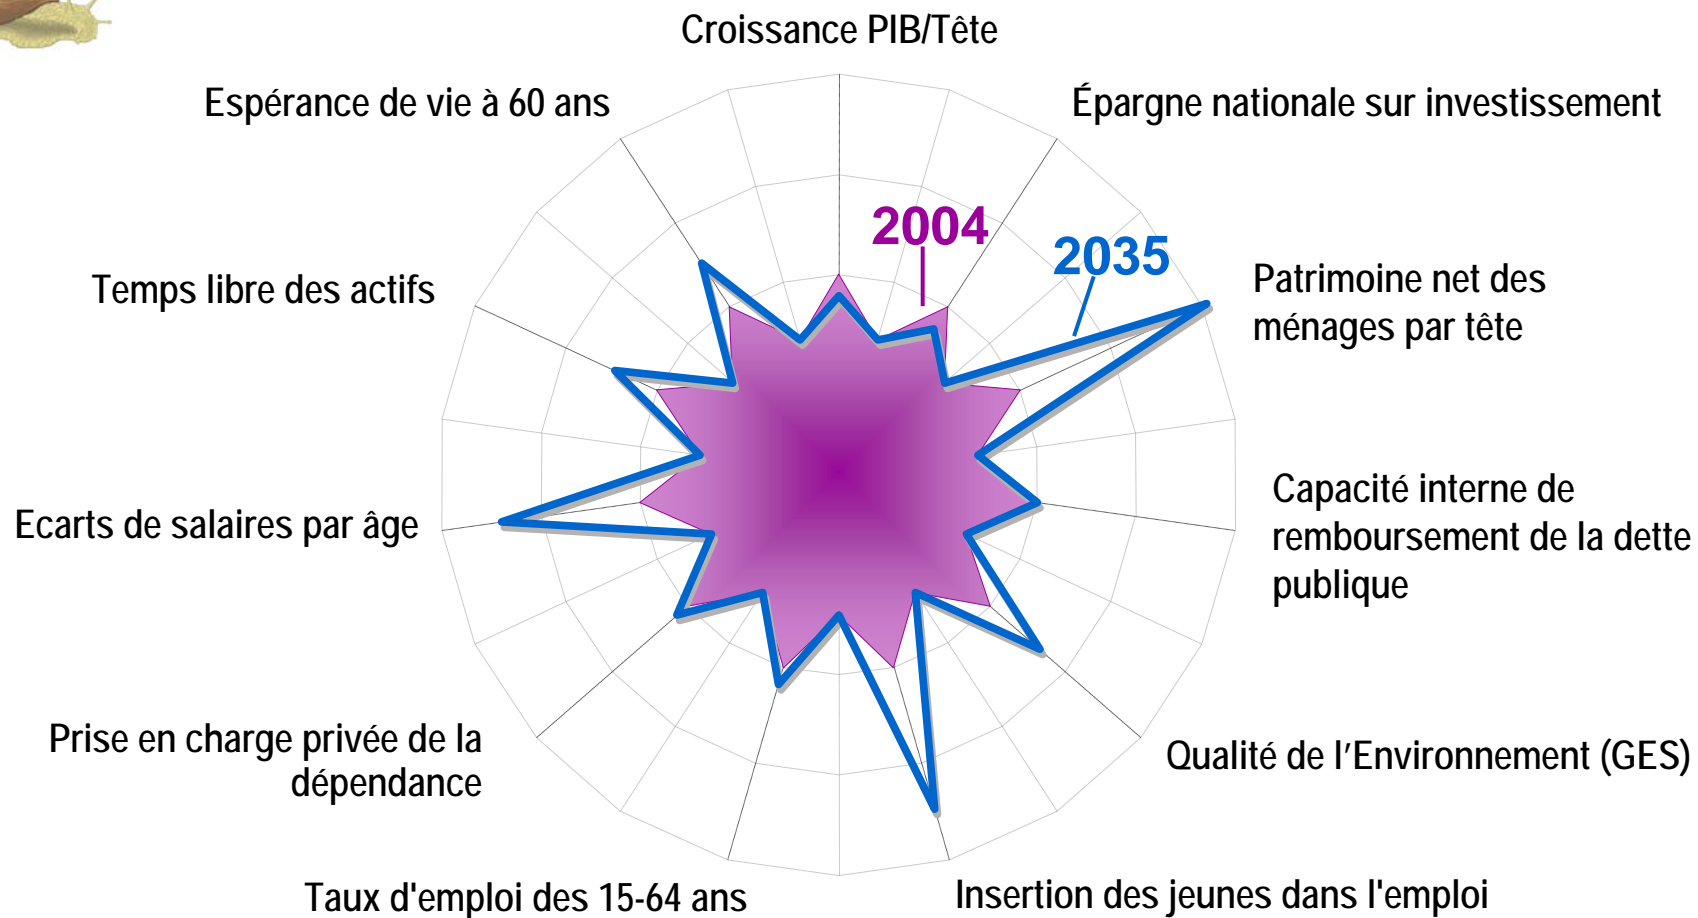 Croissance PIB/Tête
Espérance de vie à 60 ans
Épargne nationale sur investissement
2004
2035
Temps libre des actifs
Patrimoine net des
ménages par tête
Ecarts de salaires par âge
Capacité interne de
remboursement de la dette
publique
Prise en charge privée de la
dépendance
Qualité de l'Environnement (GES)
Taux d'emploi des 15-64 ans
Insertion des jeunes dans l'emploi